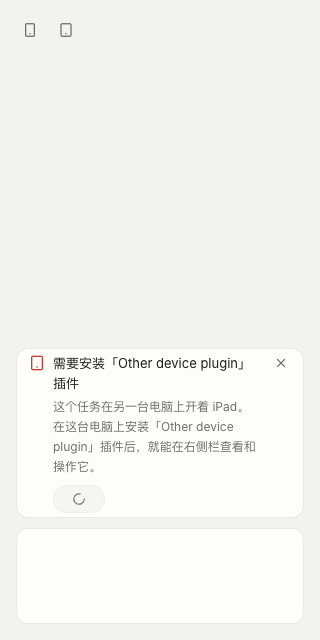 需要安装「Other device plugin」
插件
这个任务在另一台电脑上开着 iPad。
在这台电脑上安装「Other device
plugin」插件后，就能在右侧栏查看和
操作它。